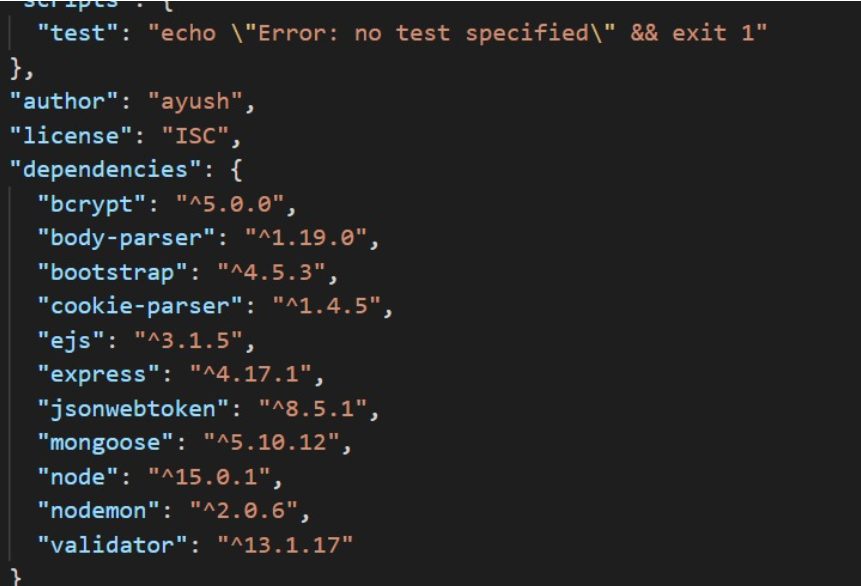 "scripts": {
"test": "echo \"Error: no test specified\" && exit 1"
},
"author": "ayush",
"license": "ISC",
"dependencies": {
"bcrypt": "^5.0.0",
"body-parser": "^1.19.0",
"bootstrap": "^4.5.3",
"cookie-parser": "^1.4.5",
"ejs": "^3.1.5",
"express": "^4.17.1",
"jsonwebtoken": "^8.5.1",
"mongoose": "^5.10.12",
"node": "^15.0.1",
"nodemon": "^2.0.6",
"validator": "^13.1.17"
}